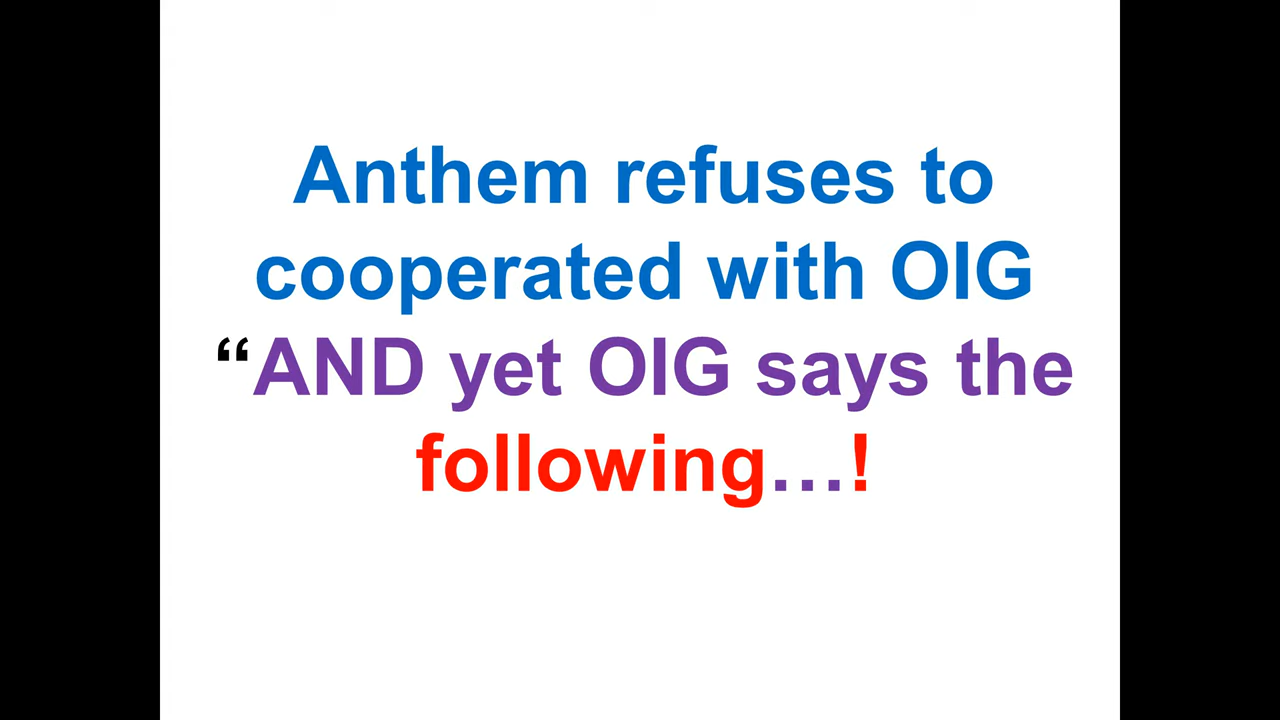 Anthem refuses to
cooperated with OIG
“AND yet OIG says the
following…!